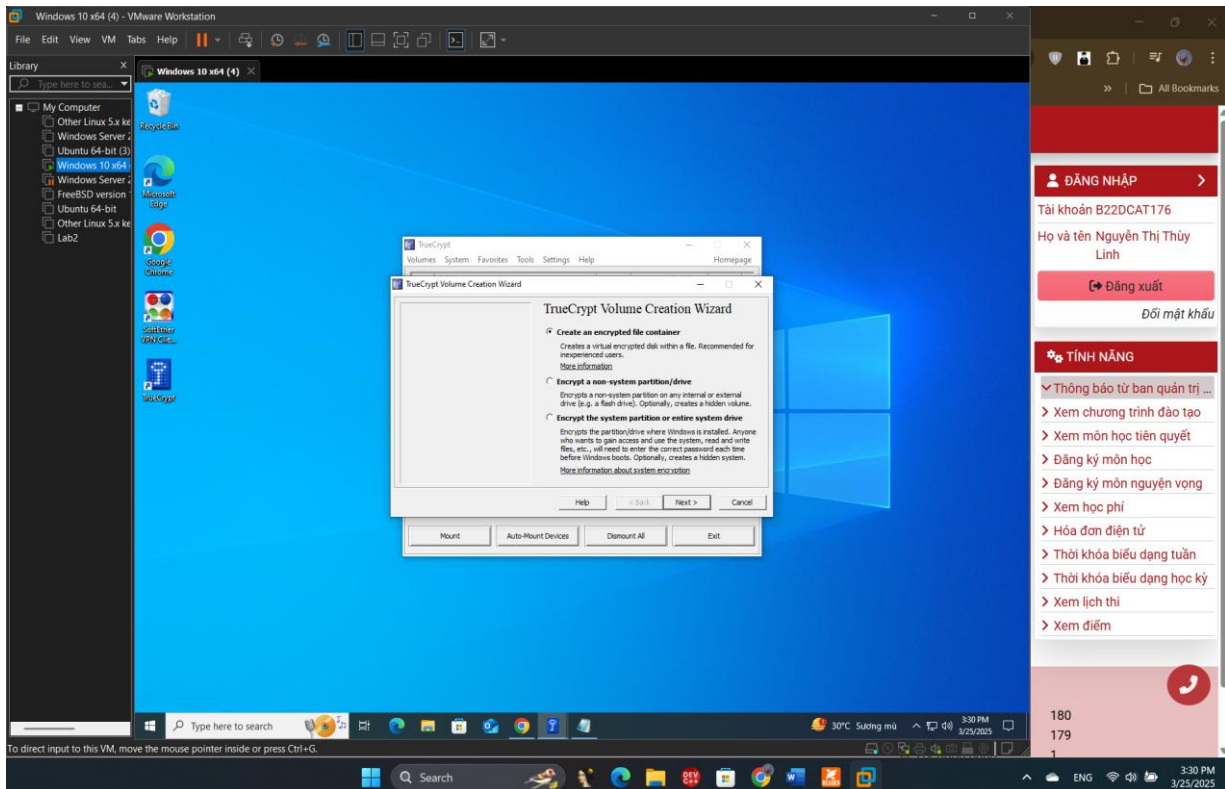 Windows 10 x64 (4) - VMware Workstation
File Edit View VM Tabs Help
Library X
Type here to sea...
My Computer
Other Linux 5.x ke
Windows Server 2
Ubuntu 64-bit (3)
Windows 10 x64
Windows Server 2
FreeBSD version
Ubuntu 64-bit
Other Linux 5.x ke
Lab2
Windows 10 x64 (4)
Recycle Bin
Microsoft
Edge
Google
Chrome
SoftEther
VPN Clie...
TrueCrypt
TrueCrypt
Volumes System Favorites Tools Settings Help Homepage
TrueCrypt Volume Creation Wizard
TrueCrypt Volume Creation Wizard
Create an encrypted file container
Creates a virtual encrypted disk within a file. Recommended for
inexperienced users.
More information
Encrypt a non-system partition/drive
Encrypts a non-system partition on any internal or external
drive (e.g. a flash drive). Optionally, creates a hidden volume.
Encrypt the system partition or entire system drive
Encrypts the partition/drive where Windows is installed. Anyone
who wants to gain access and use the system, read and write
files, etc., will need to enter the correct password each time
before Windows boots. Optionally, creates a hidden system.
More information about system encryption
Help < Back Next > Cancel
Mount Auto-Mount Devices Dismount All Exit
Type here to search
30°C Sương mù
3:30 PM
3/25/2025
To direct input to this VM, move the mouse pointer inside or press Ctrl+G.
» All Bookmarks
ĐĂNG NHẬP
Tài khoản B22DCAT176
Họ và tên Nguyễn Thị Thùy
Linh
Đăng xuất
Đổi mật khẩu
TÍNH NĂNG
Thông báo từ ban quản trị ...
Xem chương trình đào tạo
Xem môn học tiên quyết
Đăng ký môn học
Đăng ký môn nguyện vọng
Xem học phí
Hóa đơn điện tử
Thời khóa biểu dạng tuần
Thời khóa biểu dạng học kỳ
Xem lịch thi
Xem điểm
180
179
1
Search
DEV
C++
ENG
3:30 PM
3/25/2025